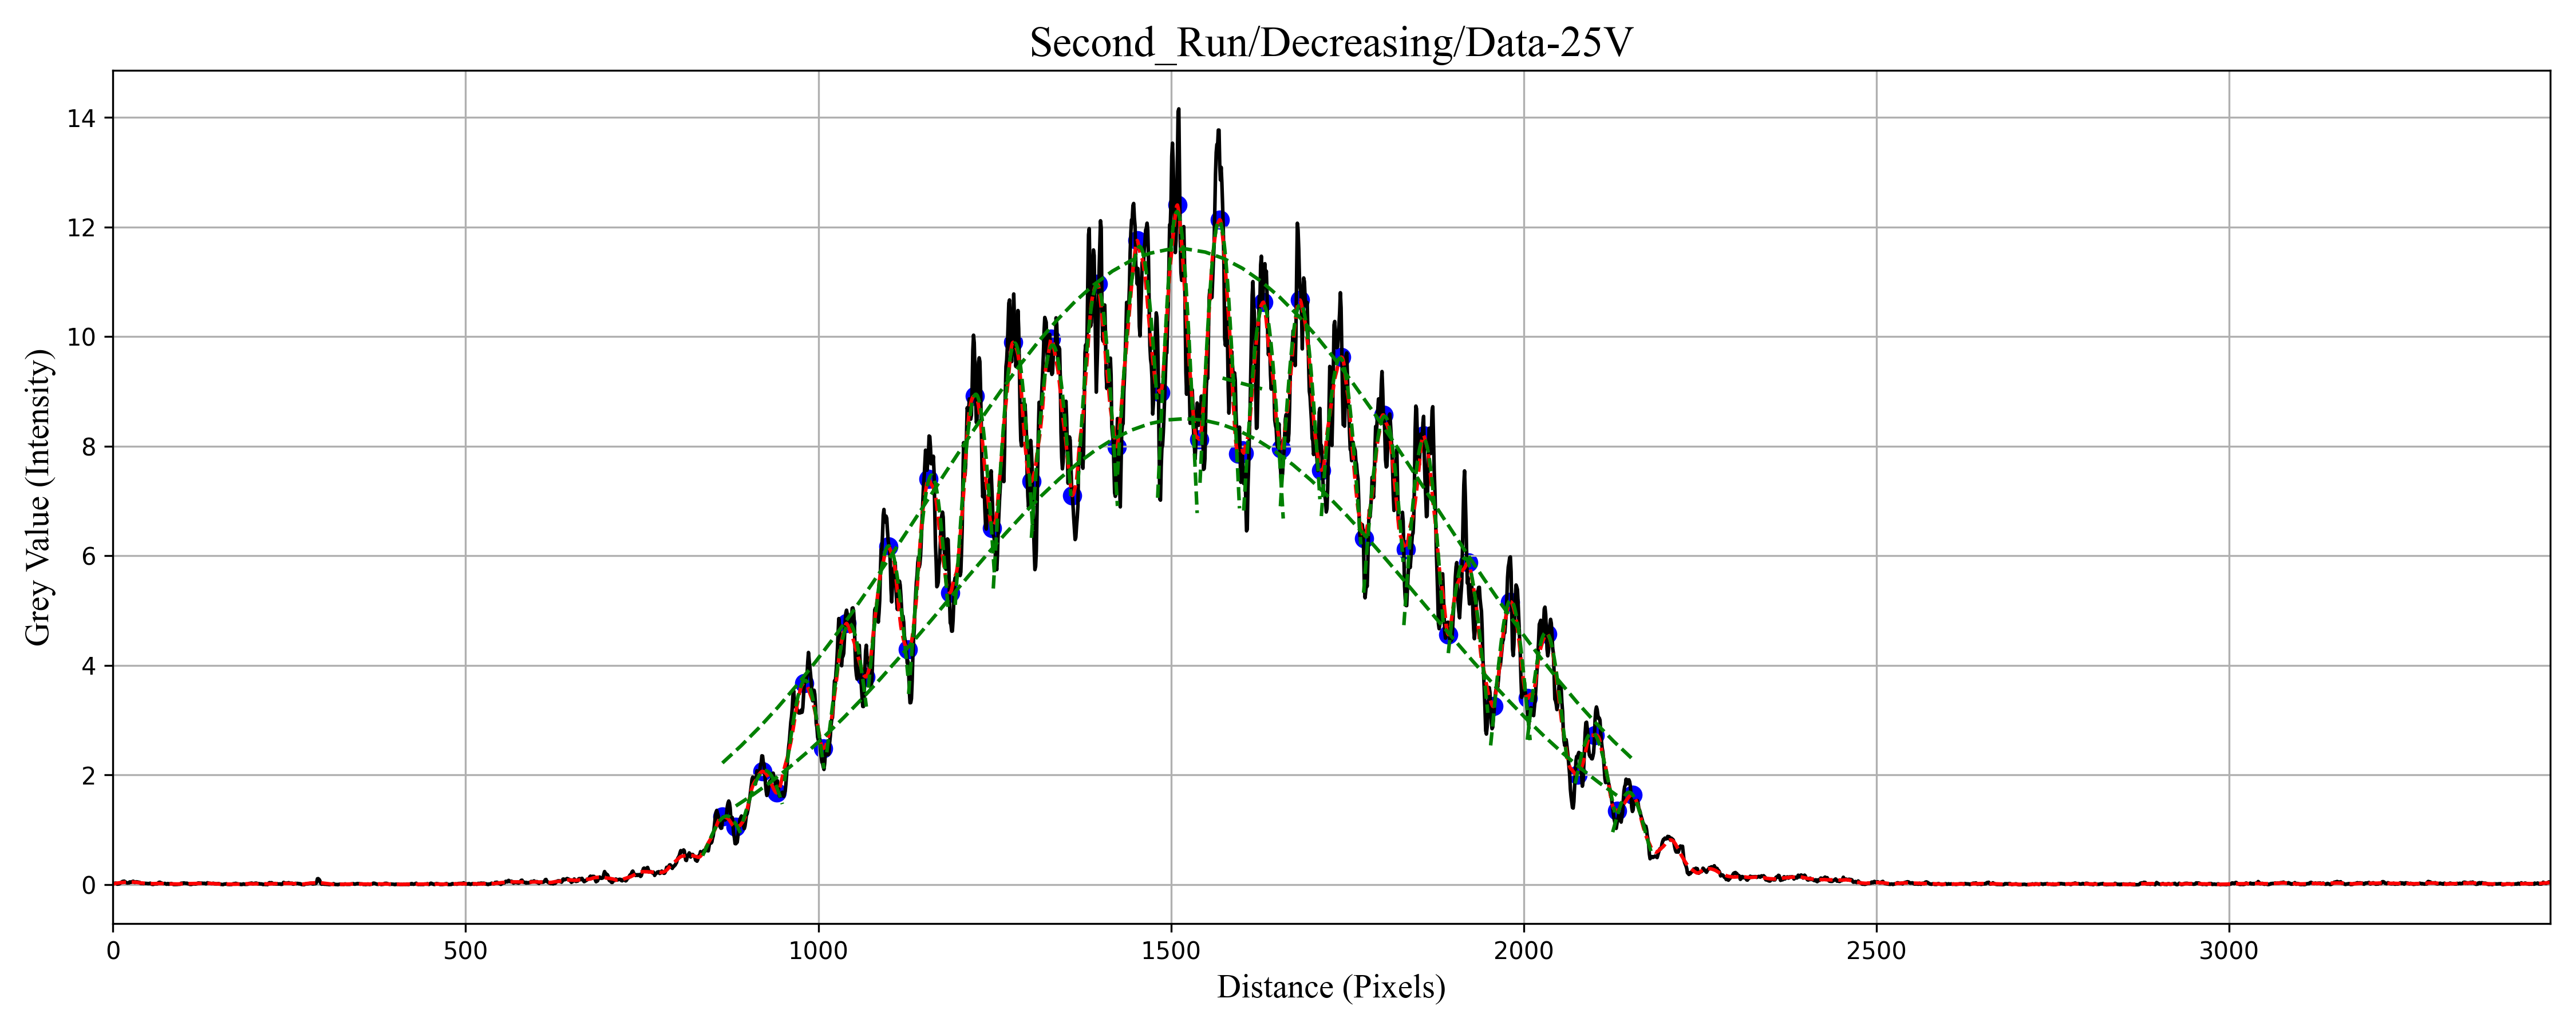 Second_Run/Decreasing/Data-25V
Grey Value (Intensity)
14
12
10
8
6
4
2
0
0 500 1000 1500 2000 2500 3000
Distance (Pixels)